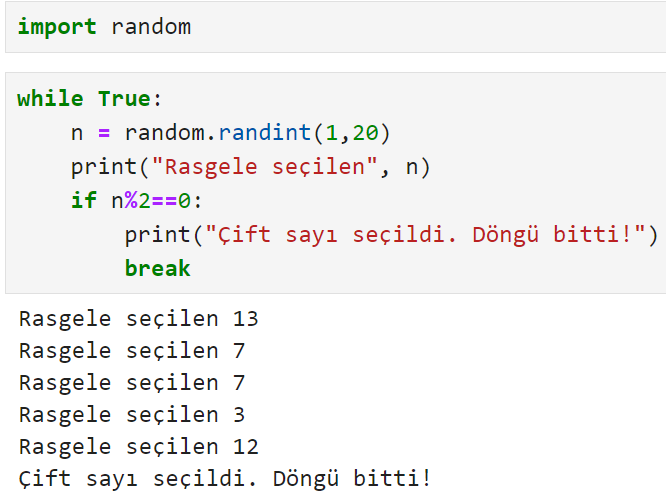 import random
while True:
    n = random.randint(1,20)
    print("Rasgele seçilen", n)
    if n%2==0:
        print("Çift sayı seçildi. Döngü bitti!")
        break
Rasgele seçilen 13
Rasgele seçilen 7
Rasgele seçilen 7
Rasgele seçilen 3
Rasgele seçilen 12
Çift sayı seçildi. Döngü bitti!